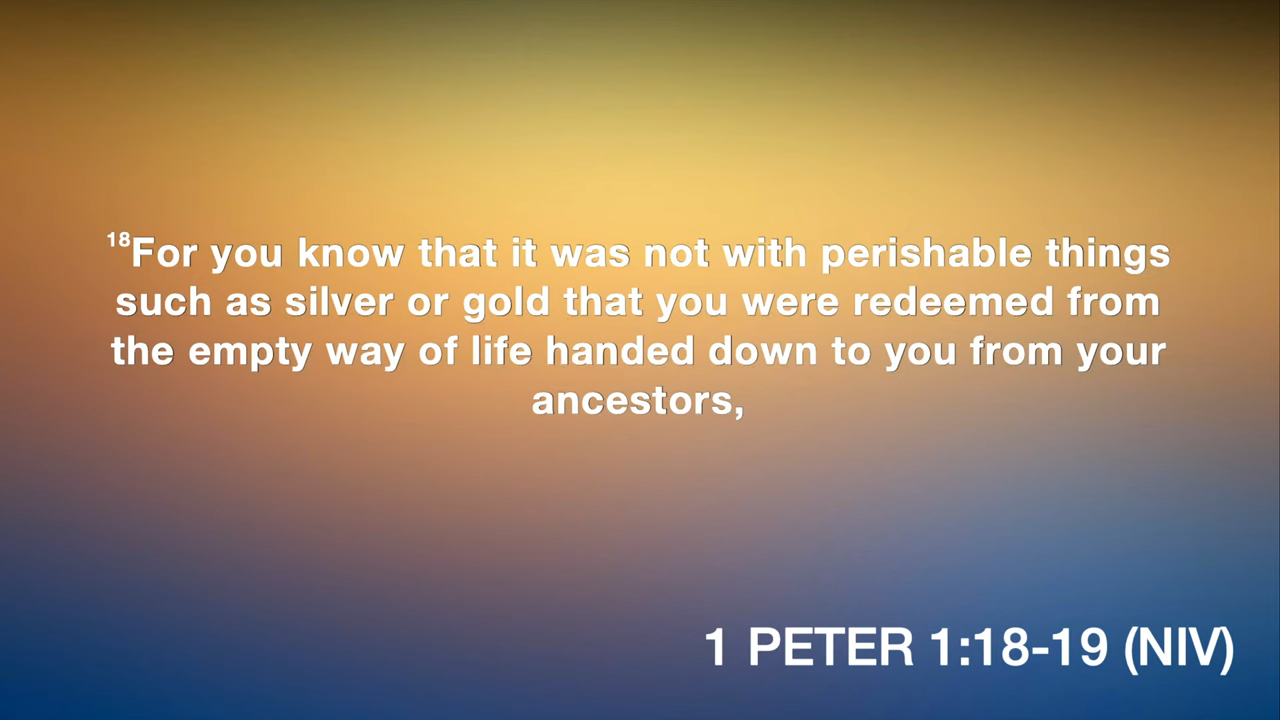 18For you know that it was not with perishable things
such as silver or gold that you were redeemed from
the empty way of life handed down to you from your
ancestors,
1 PETER 1:18-19 (NIV)